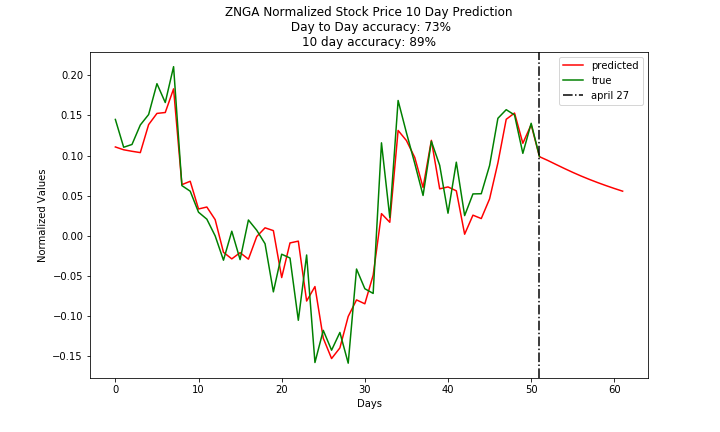 ZNGA Normalized Stock Price 10 Day Prediction
Day to Day accuracy: 73%
10 day accuracy: 89%
predicted
true
april 27
0.20
0.15
0.10
0.05
0.00
−0.05
−0.10
−0.15
Normalized Values
0 10 20 30 40 50 60
Days